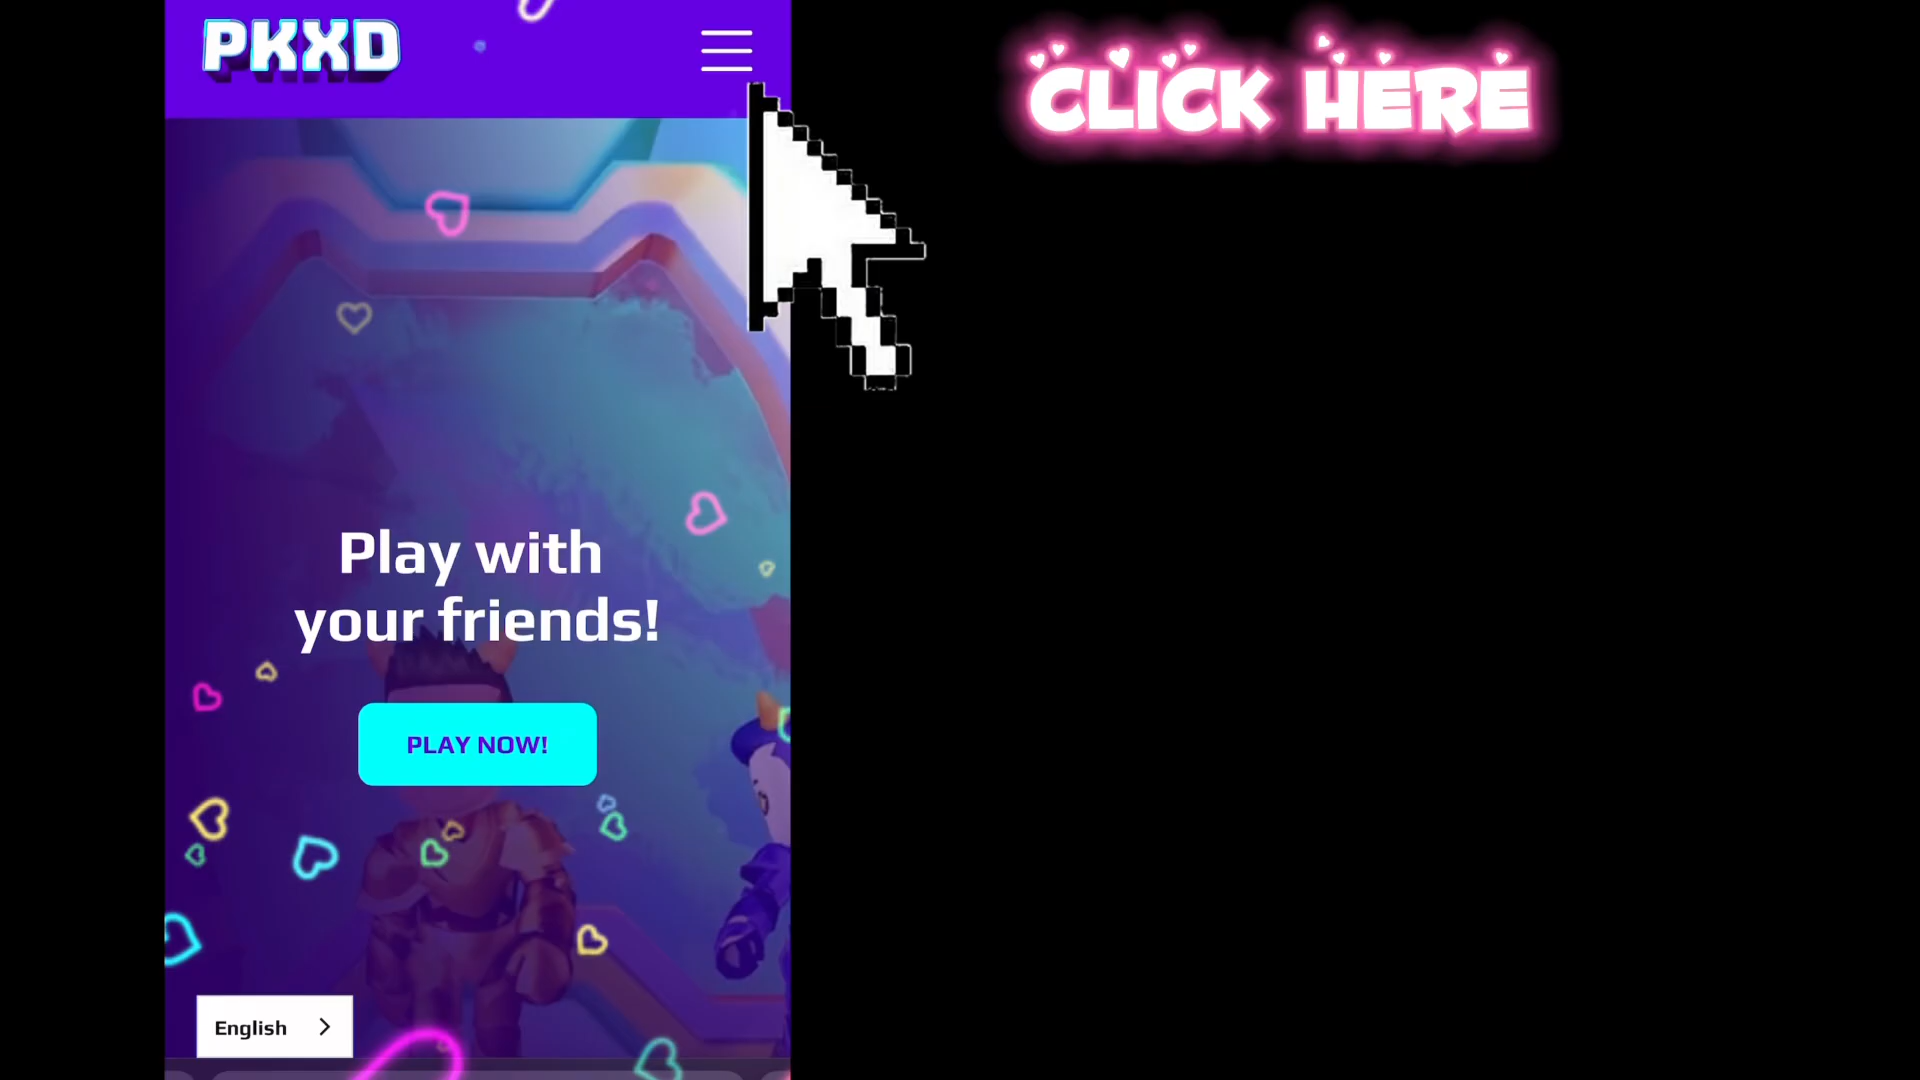 PKXD
CLICK HERE
Play with
your friends!
PLAY NOW!
English